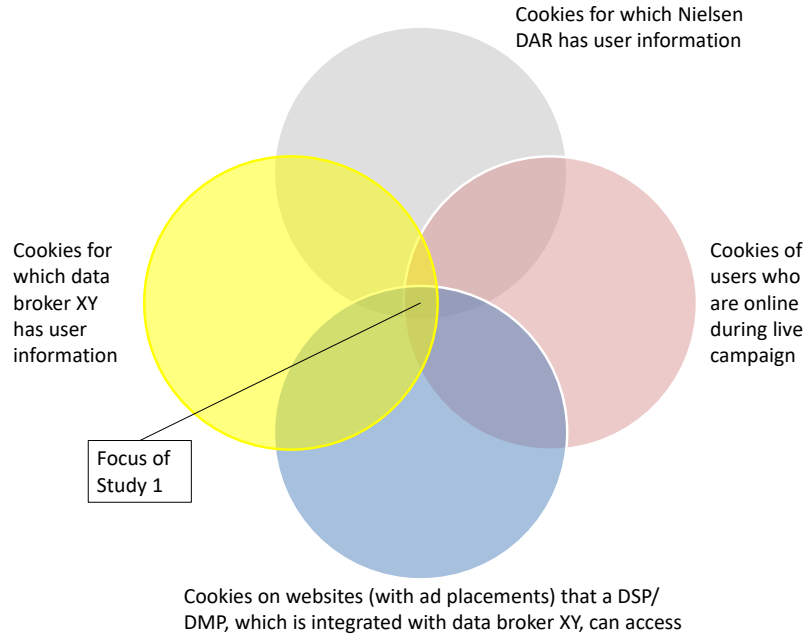 Cookies for which Nielsen
DAR has user information
Cookies for
which data
broker XY
has user
information
Cookies of
users who
are online
during live
campaign
Focus of
Study 1
Cookies on websites (with ad placements) that a DSP/
DMP, which is integrated with data broker XY, can access